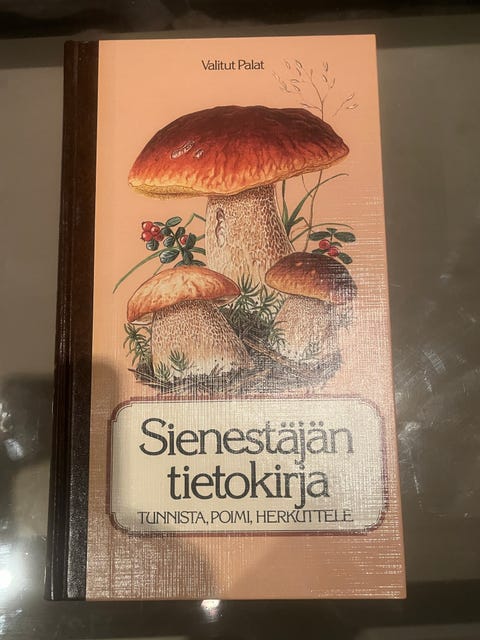 Valitut Palat
Sienestäjän
tietokirja
TUNNISTA, POIMI, HERKUTTELE